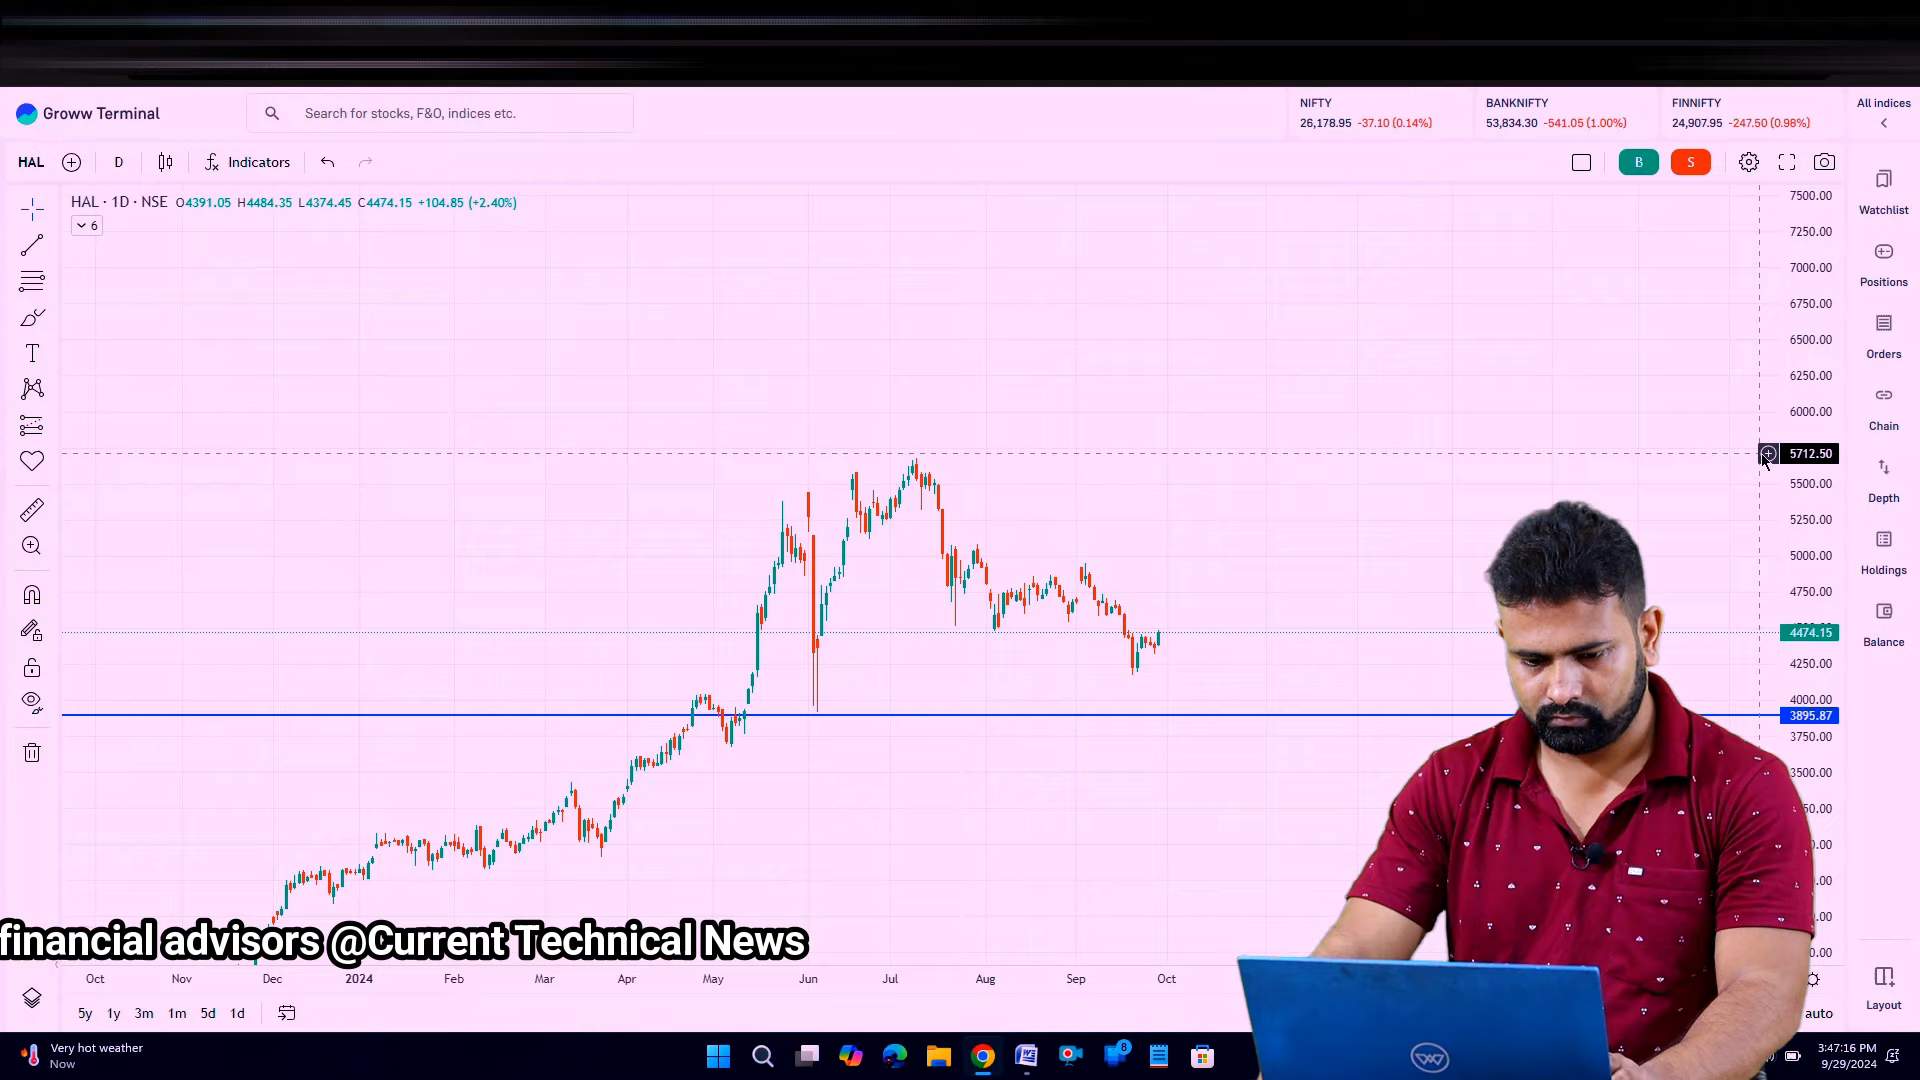 Groww Terminal
Search for stocks, F&O, indices etc.
NIFTY
26,178.95 -37.10 (0.14%)
BANKNIFTY
53,834.30 -541.05 (1.00%)
FINNIFTY
24,907.95 -247.50 (0.98%)
All indices
HAL
D
Indicators
B
S
HAL · 1D · NSE O4391.05 H4484.35 L4374.45 C4474.15 +104.85 (+2.40%)
6
7500.00
7250.00
7000.00
6750.00
6500.00
6250.00
6000.00
5712.50
5500.00
5250.00
5000.00
4750.00
4474.15
4250.00
4000.00
3895.87
3750.00
3500.00
Watchlist
Positions
Orders
Chain
Depth
Holdings
Balance
Layout
financial advisors @Current Technical News
Oct
Nov
Dec
2024
Feb
Mar
Apr
May
Jun
Jul
Aug
Sep
Oct
5y
1y
3m
1m
5d
1d
auto
Very hot weather
Now
8
3:47:16 PM
9/29/2024